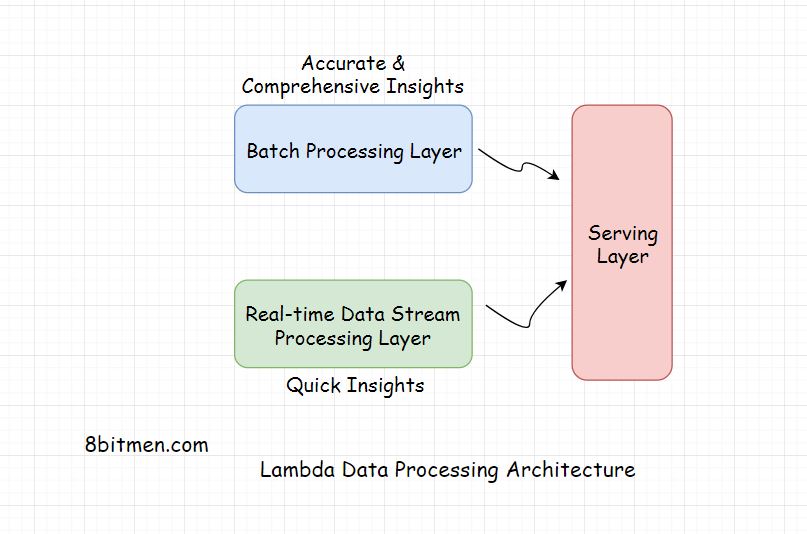 Accurate &
Comprehensive Insights
Batch Processing Layer
Serving
Layer
Real-time Data Stream
Processing Layer
Quick Insights
8bitmen.com
Lambda Data Processing Architecture